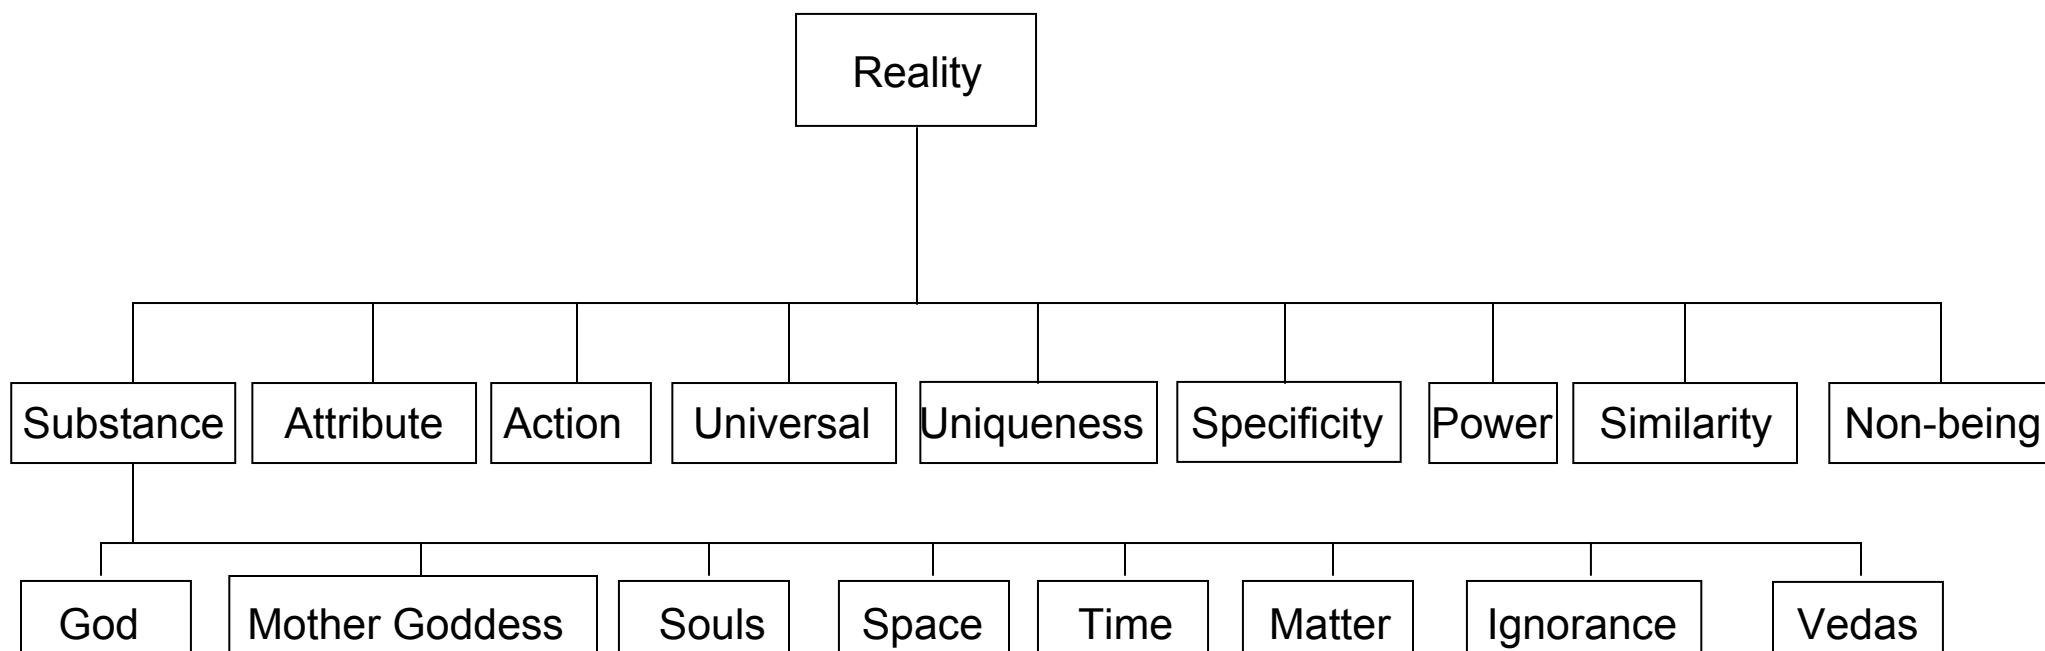 Reality
Substance Attribute Action Universal Uniqueness Specificity Power Similarity Non-being
God Mother Goddess Souls Space Time Matter Ignorance Vedas